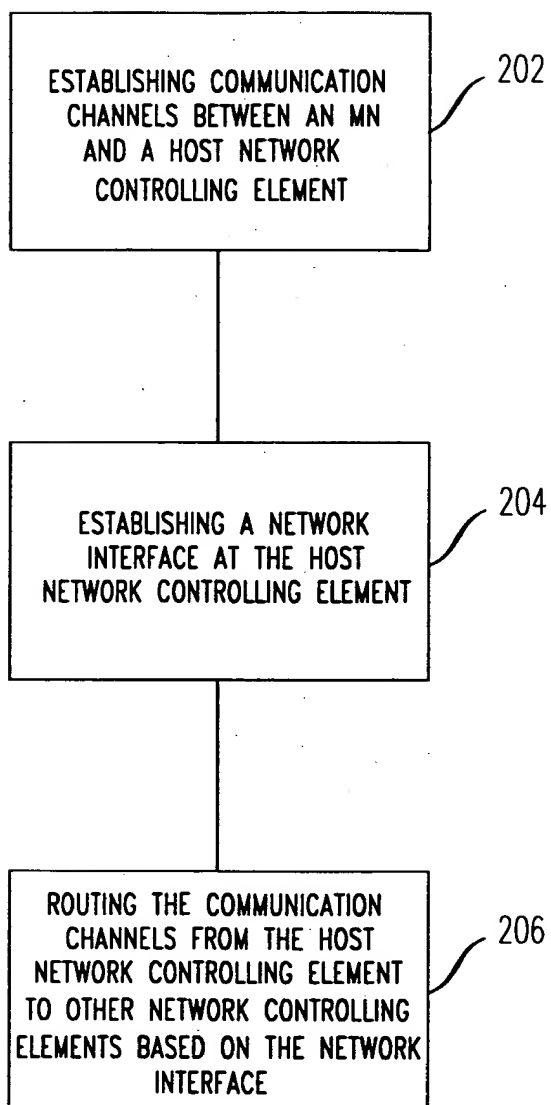 ESTABLISHING COMMUNICATION
CHANNELS BETWEEN AN MN
AND A HOST NETWORK
CONTROLLING ELEMENT
202
ESTABLISHING A NETWORK
INTERFACE AT THE HOST
NETWORK CONTROLLING ELEMENT
204
ROUTING THE COMMUNICATION
CHANNELS FROM THE HOST
NETWORK CONTROLLING ELEMENT
TO OTHER NETWORK CONTROLLING
ELEMENTS BASED ON THE NETWORK
INTERFACE
206